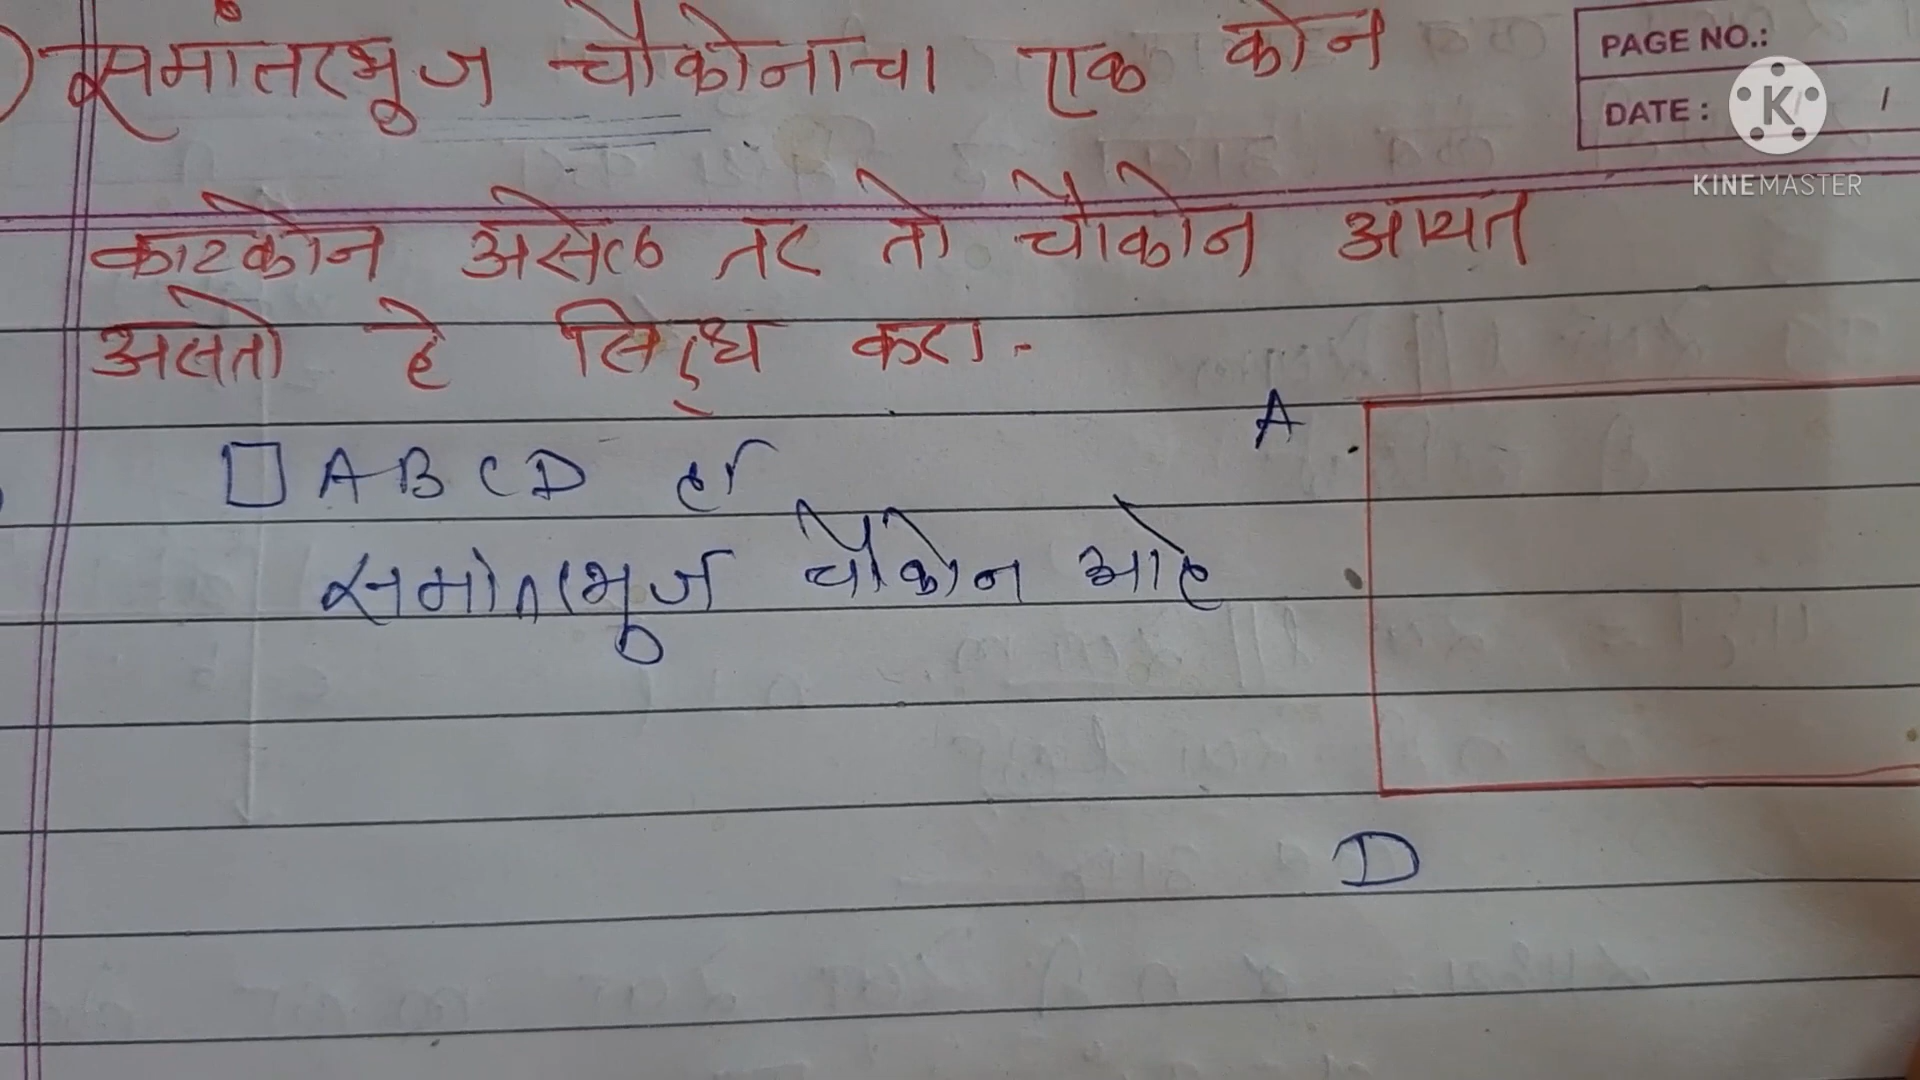 समांतरभूज चौकोनाचा एक कोन
PAGE NO.:
DATE :
K
KINEMASTER
काटकोन असेल तर तो चौकोन आयत
असतो हे सिद्ध करा.
A
□ ABCD हा
समांतरभूज चौकोन आहे
D